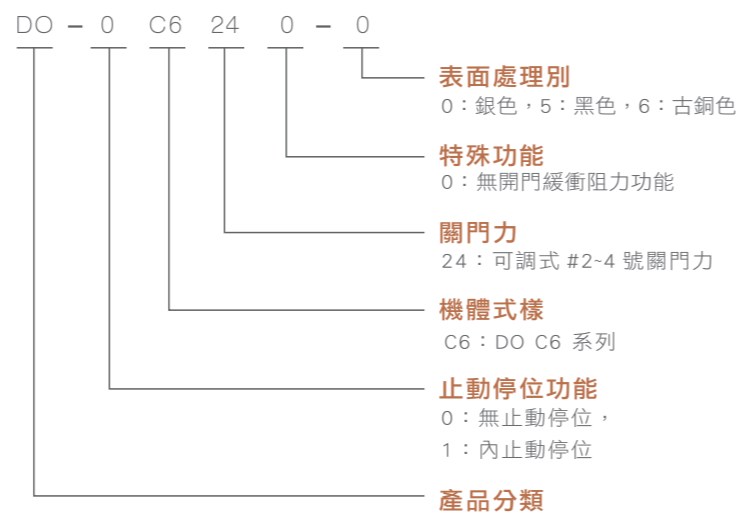 DO – 0 C6 24 0 – 0
表面處理別
0：銀色，5：黑色，6：古銅色
特殊功能
0：無開門緩衝阻力功能
關門力
24：可調式 #2~4 號關門力
機體式樣
C6：DO C6 系列
止動停位功能
0：無止動停位，
1：內止動停位
產品分類